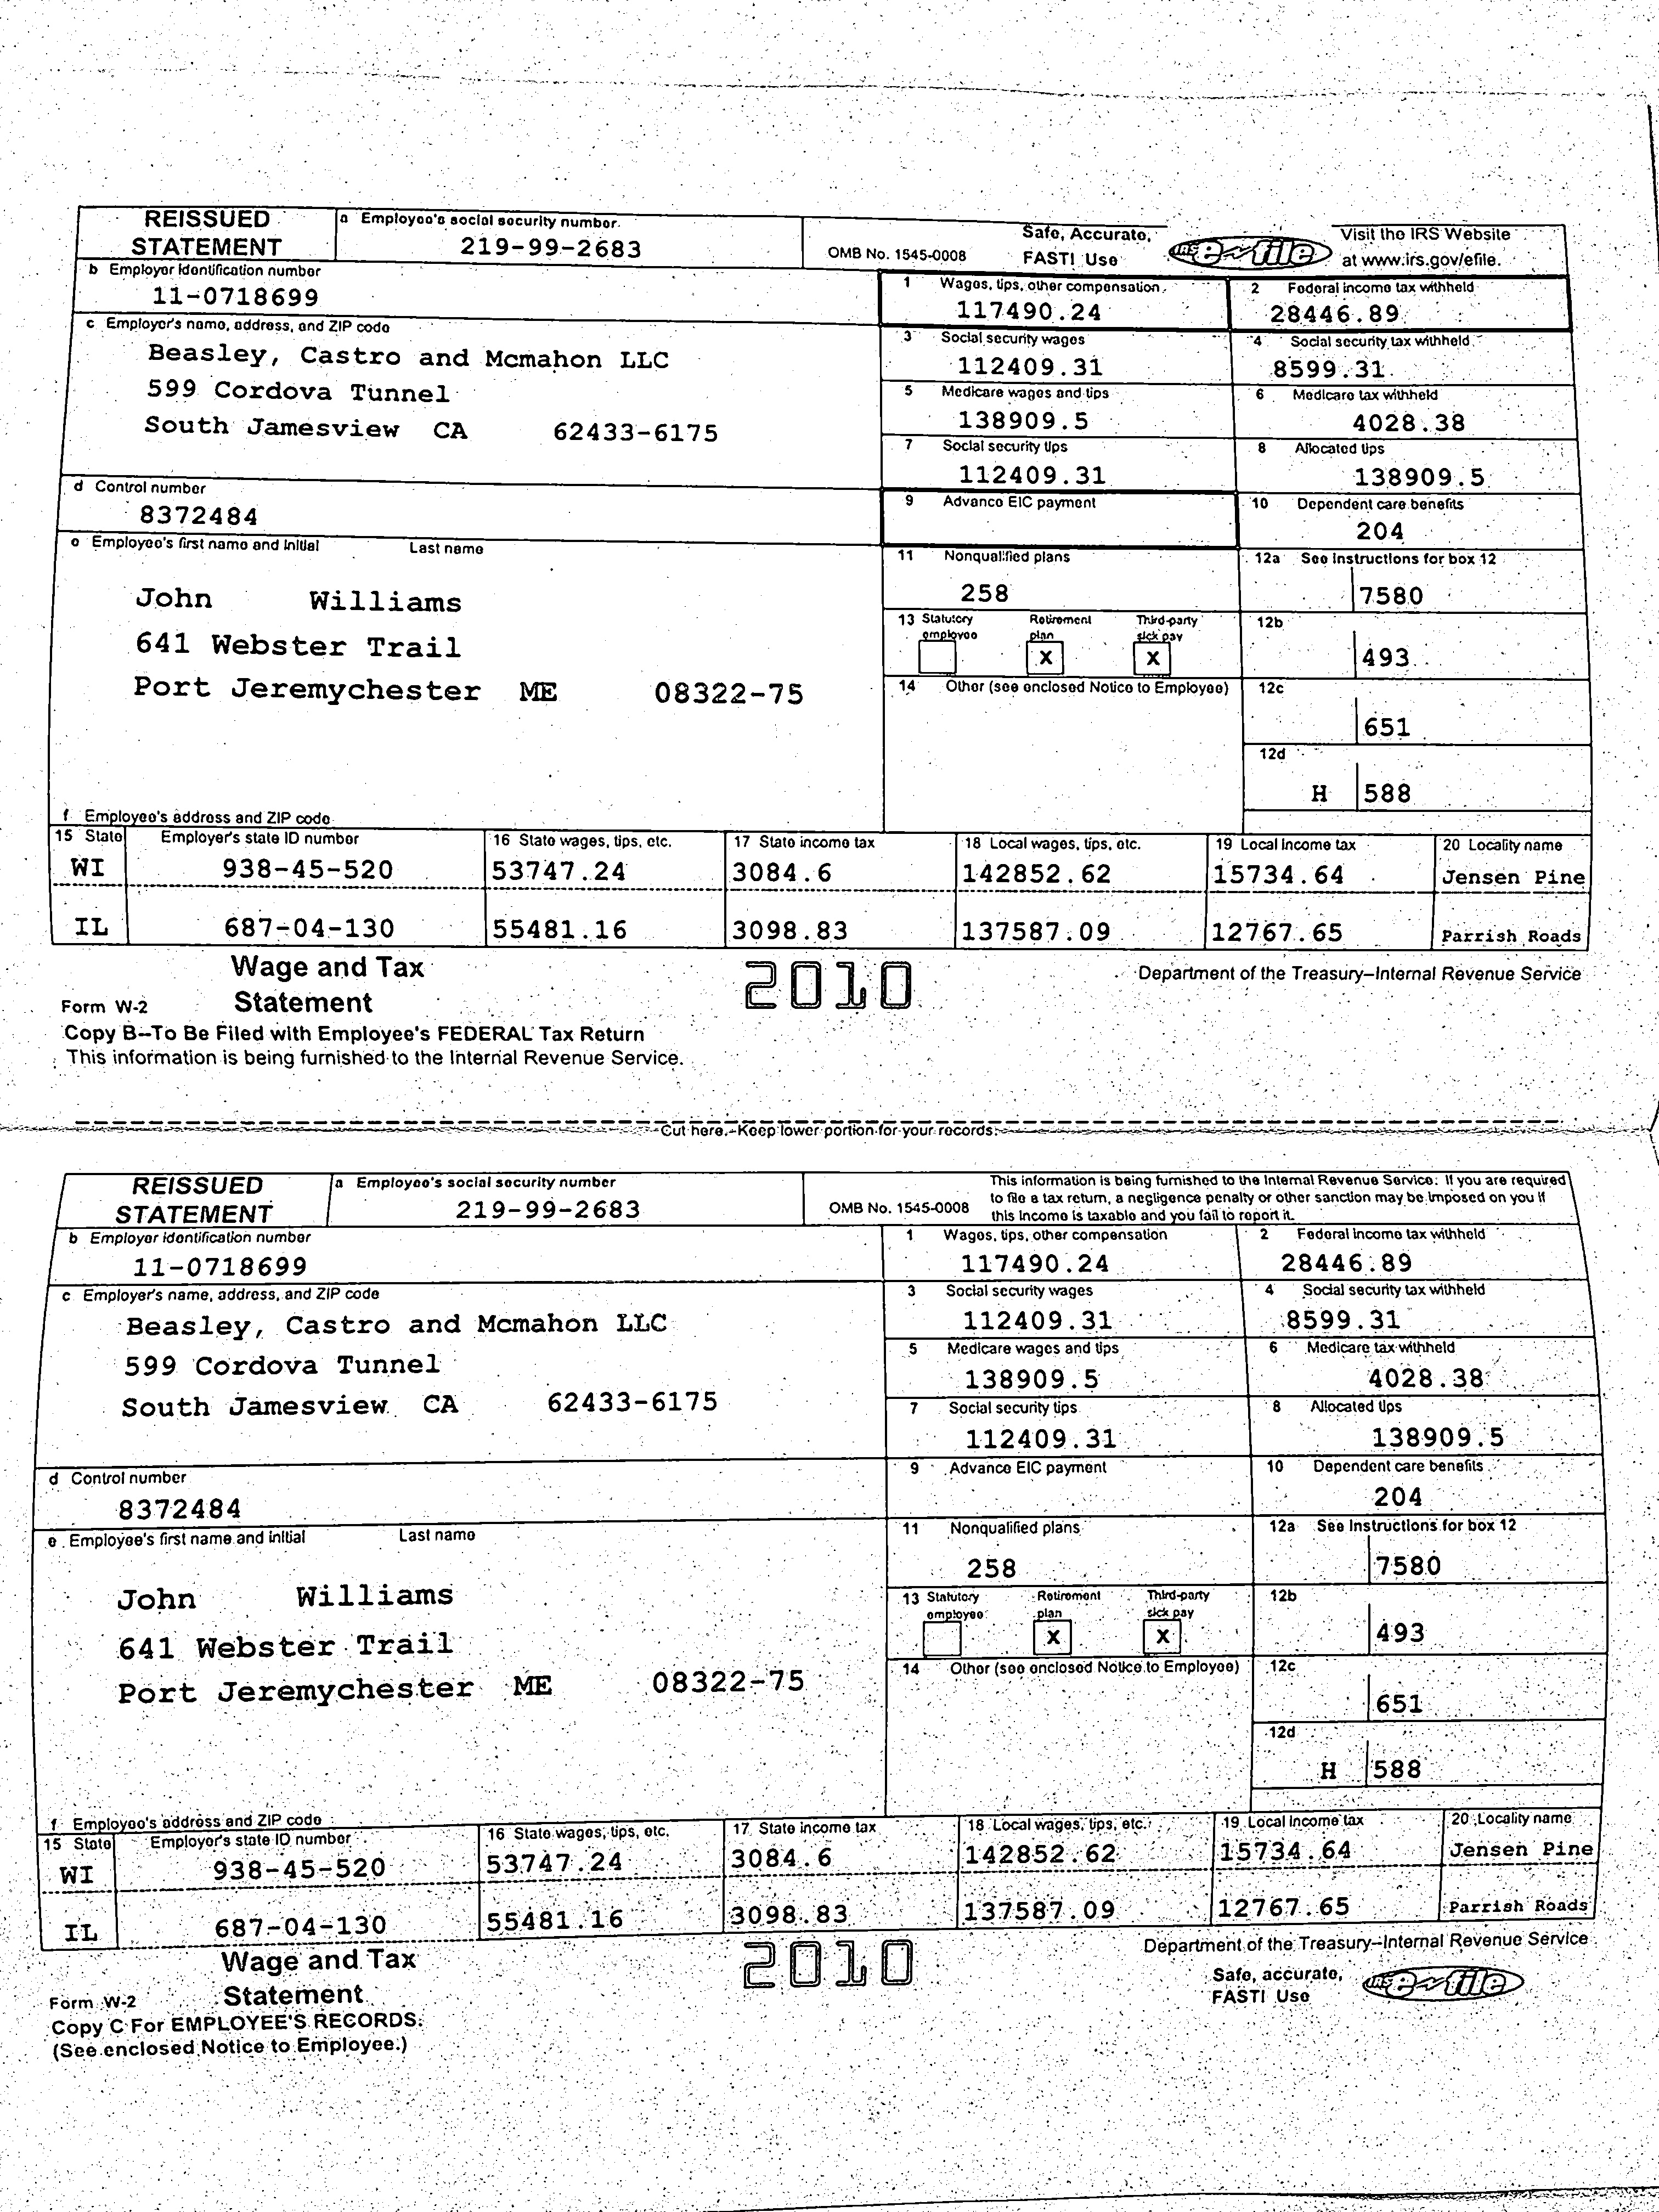 REISSUED STATEMENT
a Employee's social security number
219-99-2683
OMB No. 1545-0008
Safe, Accurate, FAST! Use
IRS e~file
Visit the IRS Website at www.irs.gov/efile.
b Employer identification number
11-0718699
1 Wages, tips, other compensation
117490.24
2 Federal income tax withheld
28446.89
c Employer's name, address, and ZIP code
Beasley, Castro and Mcmahon LLC
599 Cordova Tunnel
South Jamesview CA 62433-6175
3 Social security wages
112409.31
4 Social security tax withheld
8599.31
5 Medicare wages and tips
138909.5
6 Medicare tax withheld
4028.38
7 Social security tips
112409.31
8 Allocated tips
138909.5
d Control number
8372484
9 Advance EIC payment
10 Dependent care benefits
204
e Employee's first name and initial Last name
John Williams
641 Webster Trail
Port Jeremychester ME 08322-75
11 Nonqualified plans
258
12a See instructions for box 12
7580
13 Statutory employee Retirement plan Third-party sick pay
X X
12b
493
14 Other (see enclosed Notice to Employee)
12c
651
12d
H 588
f Employee's address and ZIP code
15 State Employer's state ID number 16 State wages, tips, etc. 17 State income tax 18 Local wages, tips, etc. 19 Local income tax 20 Locality name
WI 938-45-520 53747.24 3084.6 142852.62 15734.64 Jensen Pine
IL 687-04-130 55481.16 3098.83 137587.09 12767.65 Parrish Roads
Wage and Tax
Form W-2 Statement
2010
Department of the Treasury–Internal Revenue Service
Copy B–To Be Filed with Employee's FEDERAL Tax Return
This information is being furnished to the Internal Revenue Service.
Cut here. Keep lower portion for your records.
REISSUED STATEMENT
a Employee's social security number
219-99-2683
OMB No. 1545-0008
This information is being furnished to the Internal Revenue Service. If you are required
to file a tax return, a negligence penalty or other sanction may be imposed on you if
this income is taxable and you fail to report it.
b Employer identification number
11-0718699
1 Wages, tips, other compensation
117490.24
2 Federal income tax withheld
28446.89
c Employer's name, address, and ZIP code
Beasley, Castro and Mcmahon LLC
599 Cordova Tunnel
South Jamesview CA 62433-6175
3 Social security wages
112409.31
4 Social security tax withheld
8599.31
5 Medicare wages and tips
138909.5
6 Medicare tax withheld
4028.38
7 Social security tips
112409.31
8 Allocated tips
138909.5
d Control number
8372484
9 Advance EIC payment
10 Dependent care benefits
204
e Employee's first name and initial Last name
John Williams
641 Webster Trail
Port Jeremychester ME 08322-75
11 Nonqualified plans
258
12a See Instructions for box 12
7580
13 Statutory employee Retirement plan Third-party sick pay
X X
12b
493
14 Other (see enclosed Notice to Employee)
12c
651
12d
H 588
f Employee's address and ZIP code
15 State Employer's state ID number 16 State wages, tips, etc. 17 State income tax 18 Local wages, tips, etc. 19 Local income tax 20 Locality name
WI 938-45-520 53747.24 3084.6 142852.62 15734.64 Jensen Pine
IL 687-04-130 55481.16 3098.83 137587.09 12767.65 Parrish Roads
Wage and Tax
Form W-2 Statement
2010
Department of the Treasury–Internal Revenue Service
Safe, accurate, FAST! Use
IRS e~file
Copy C For EMPLOYEE'S RECORDS.
(See enclosed Notice to Employee.)